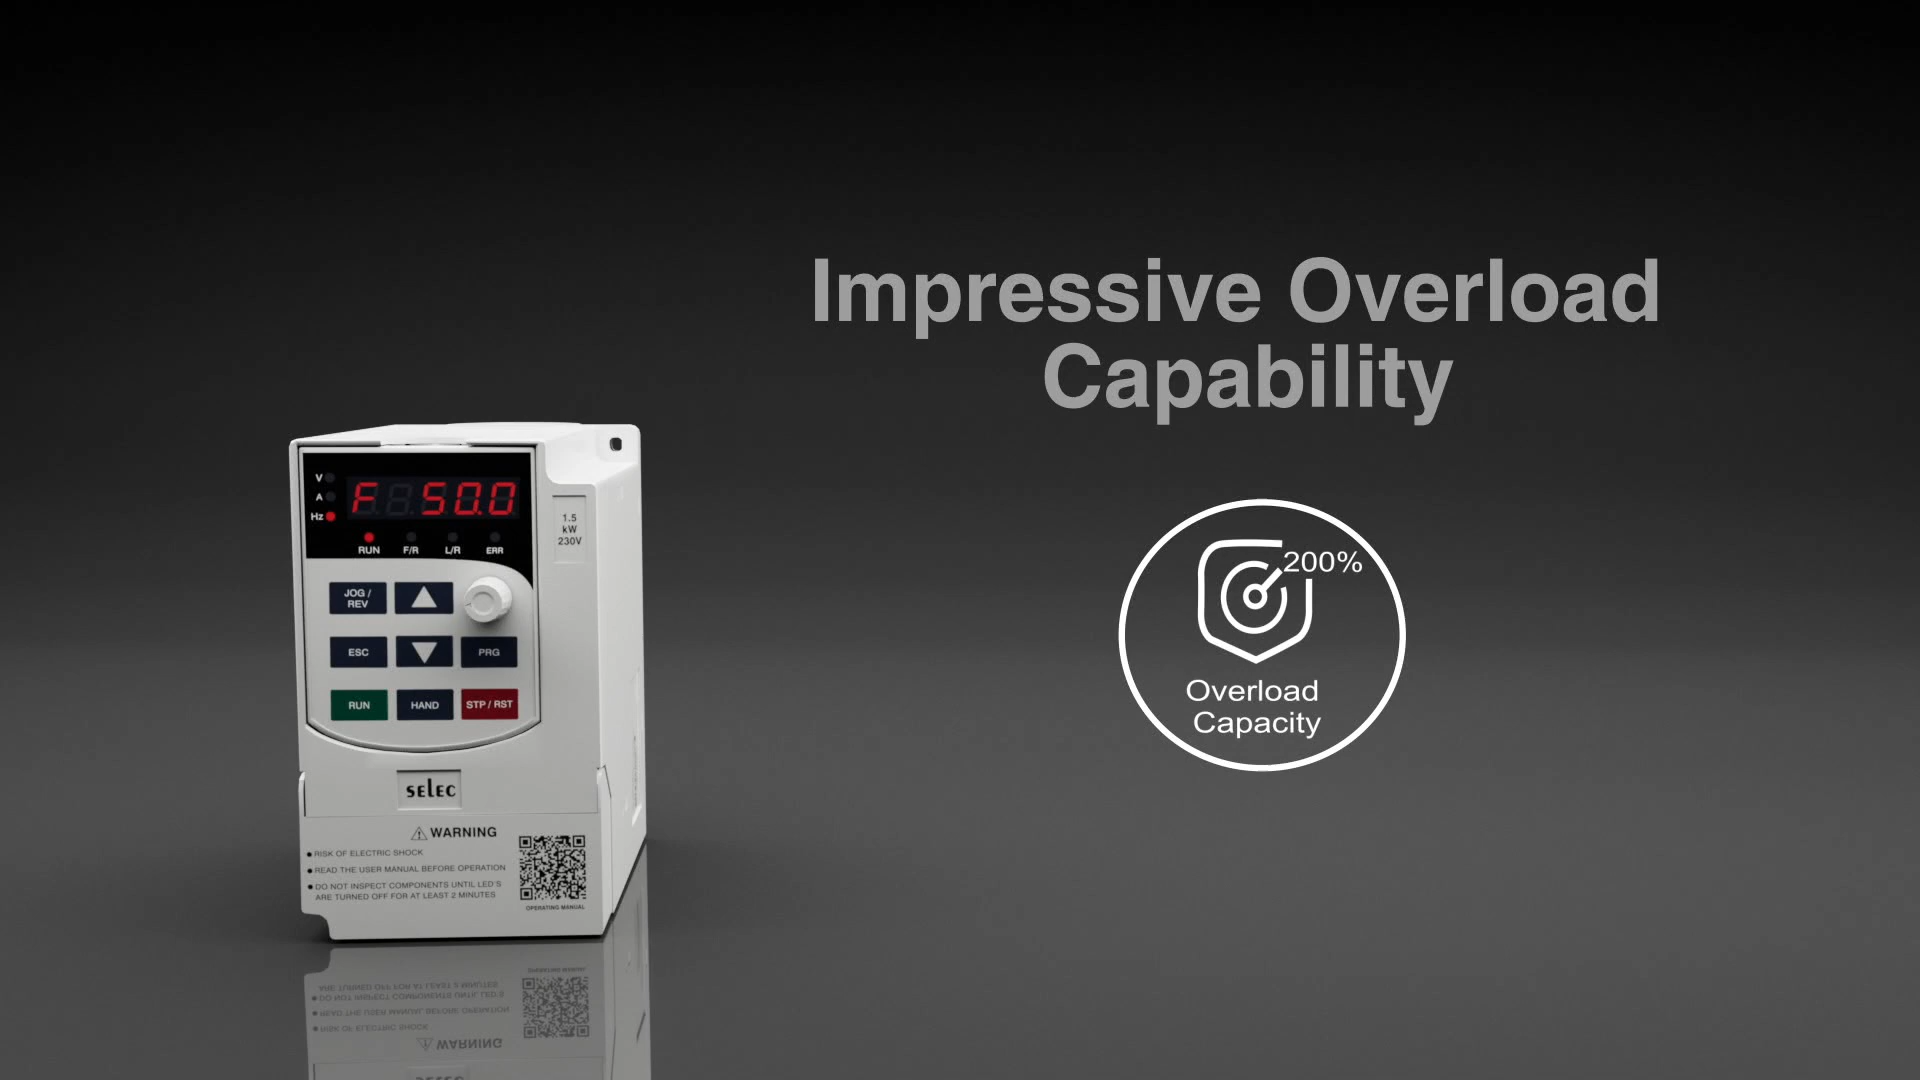 Impressive Overload
Capability
200%
Overload
Capacity
V
A
Hz
F 50.0
RUN F/R L/R ERR
1.5
kW
230V
JOG /
REV
ESC
PRG
RUN
HAND
STP / RST
selec
WARNING
RISK OF ELECTRIC SHOCK
READ THE USER MANUAL BEFORE OPERATION
DO NOT INSPECT COMPONENTS UNTIL LED'S
ARE TURNED OFF FOR AT LEAST 2 MINUTES
OPERATING MANUAL